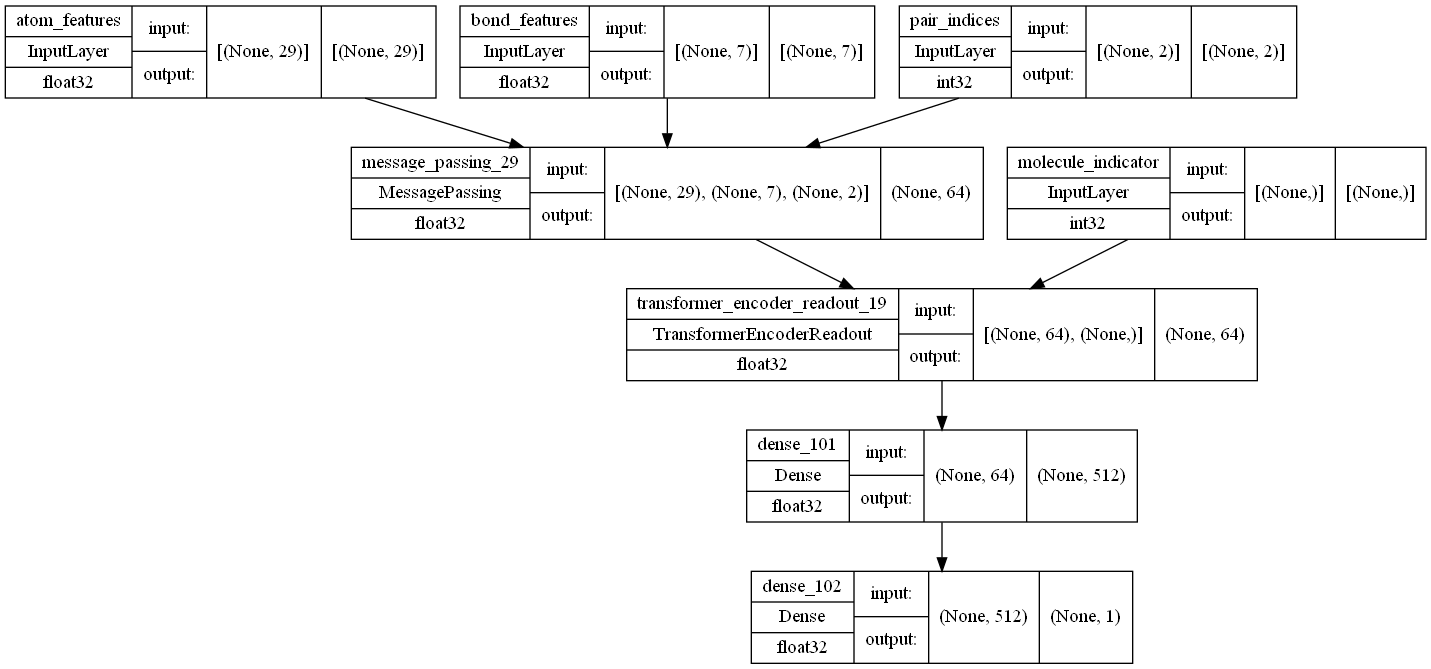 atom_features
InputLayer
float32
input:
output:
[(None, 29)]
[(None, 29)]
bond_features
InputLayer
float32
input:
output:
[(None, 7)]
[(None, 7)]
pair_indices
InputLayer
int32
input:
output:
[(None, 2)]
[(None, 2)]
message_passing_29
MessagePassing
float32
input:
output:
[(None, 29), (None, 7), (None, 2)]
(None, 64)
molecule_indicator
InputLayer
int32
input:
output:
[(None,)]
[(None,)]
transformer_encoder_readout_19
TransformerEncoderReadout
float32
input:
output:
[(None, 64), (None,)]
(None, 64)
dense_101
Dense
float32
input:
output:
(None, 64)
(None, 512)
dense_102
Dense
float32
input:
output:
(None, 512)
(None, 1)